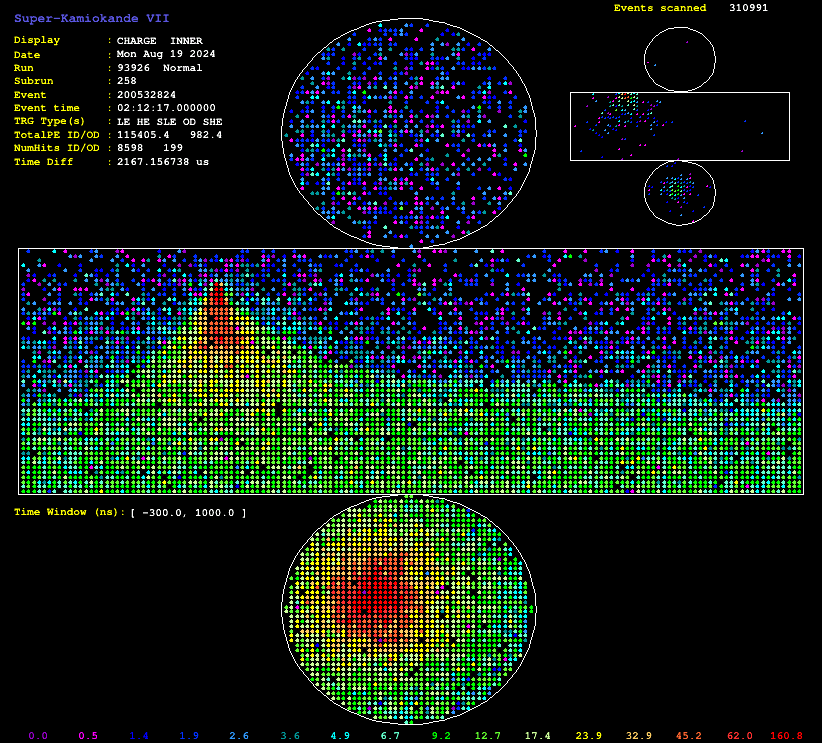 Super-Kamiokande VII
Events scanned 310991
Display : CHARGE INNER
Date : Mon Aug 19 2024
Run : 93926 Normal
Subrun : 258
Event : 200532824
Event time : 02:12:17.000000
TRG Type(s) : LE HE SLE OD SHE
TotalPE ID/OD : 115405.4 982.4
NumHits ID/OD : 8598 199
Time Diff : 2167.156738 us
Time Window (ns): [ -300.0, 1000.0 ]
0.0 0.5 1.4 1.9 2.6 3.6 4.9 6.7 9.2 12.7 17.4 23.9 32.9 45.2 62.0 160.8